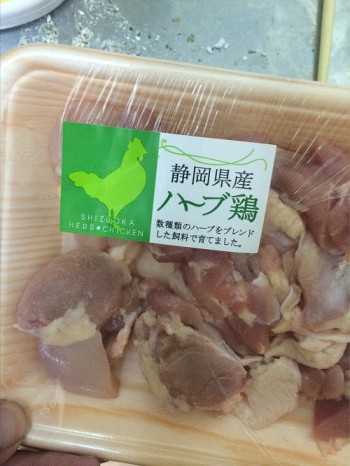 静岡県産
ハーブ鶏
SHIZUOKA
HERB CHICKEN
数種類のハーブをブレンド
した飼料で育てました。